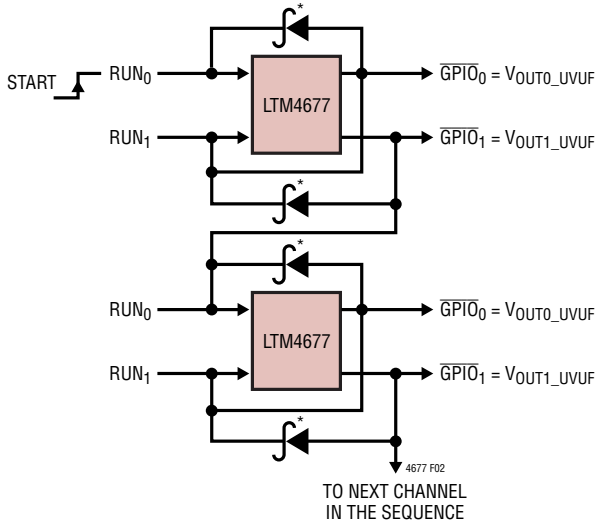 *
START
RUN0
LTM4677
GPIO0 = VOUT0_UVUF
RUN1
GPIO1 = VOUT1_UVUF
*
*
RUN0
LTM4677
GPIO0 = VOUT0_UVUF
RUN1
GPIO1 = VOUT1_UVUF
*
4677 F02
TO NEXT CHANNEL
IN THE SEQUENCE